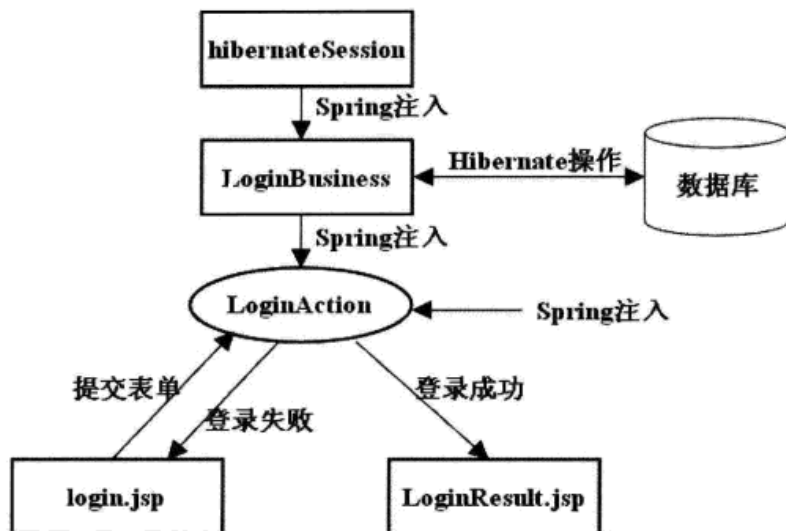 hibernateSession
Spring注入
LoginBusiness
Hibernate操作
数据库
Spring注入
LoginAction
Spring注入
提交表单
登录成功
登录失败
login.jsp
LoginResult.jsp